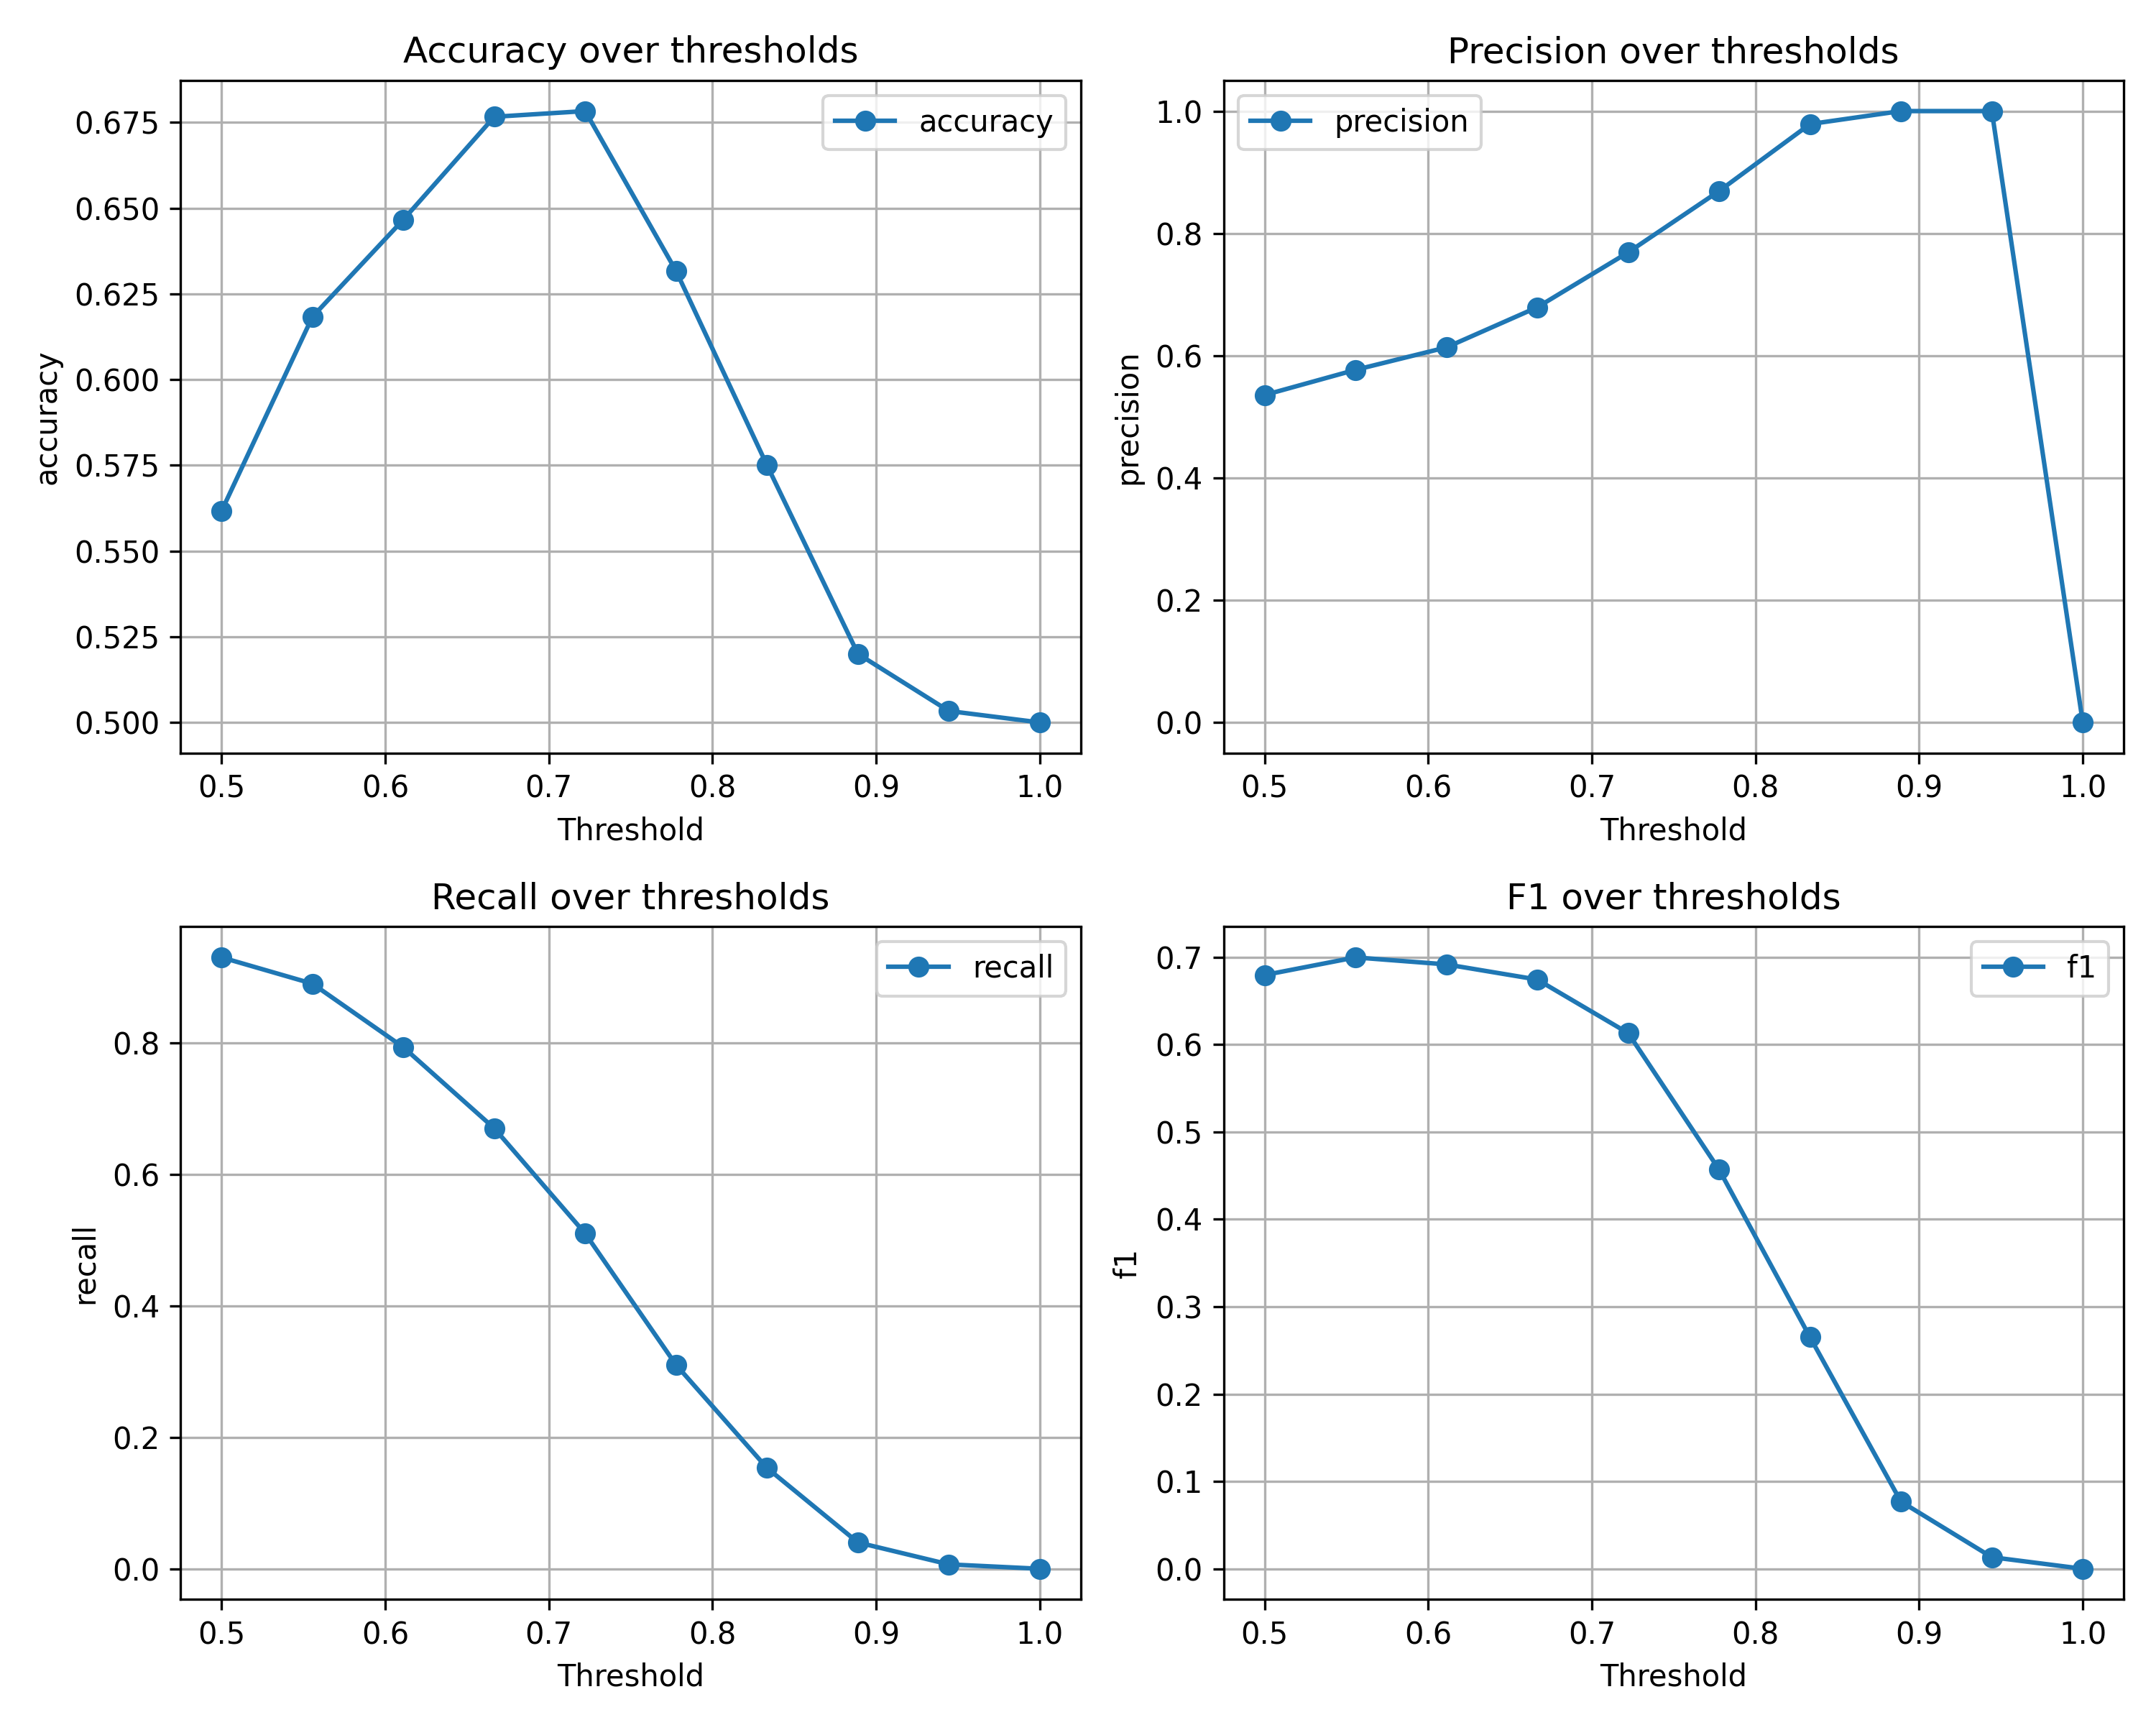 Accuracy over thresholds
accuracy
0.675
0.650
0.625
0.600
0.575
0.550
0.525
0.500
accuracy
0.5 0.6 0.7 0.8 0.9 1.0
Threshold
Precision over thresholds
precision
1.0
0.8
0.6
0.4
0.2
0.0
precision
0.5 0.6 0.7 0.8 0.9 1.0
Threshold
Recall over thresholds
recall
0.8
0.6
0.4
0.2
0.0
recall
0.5 0.6 0.7 0.8 0.9 1.0
Threshold
F1 over thresholds
f1
0.7
0.6
0.5
0.4
0.3
0.2
0.1
0.0
f1
0.5 0.6 0.7 0.8 0.9 1.0
Threshold